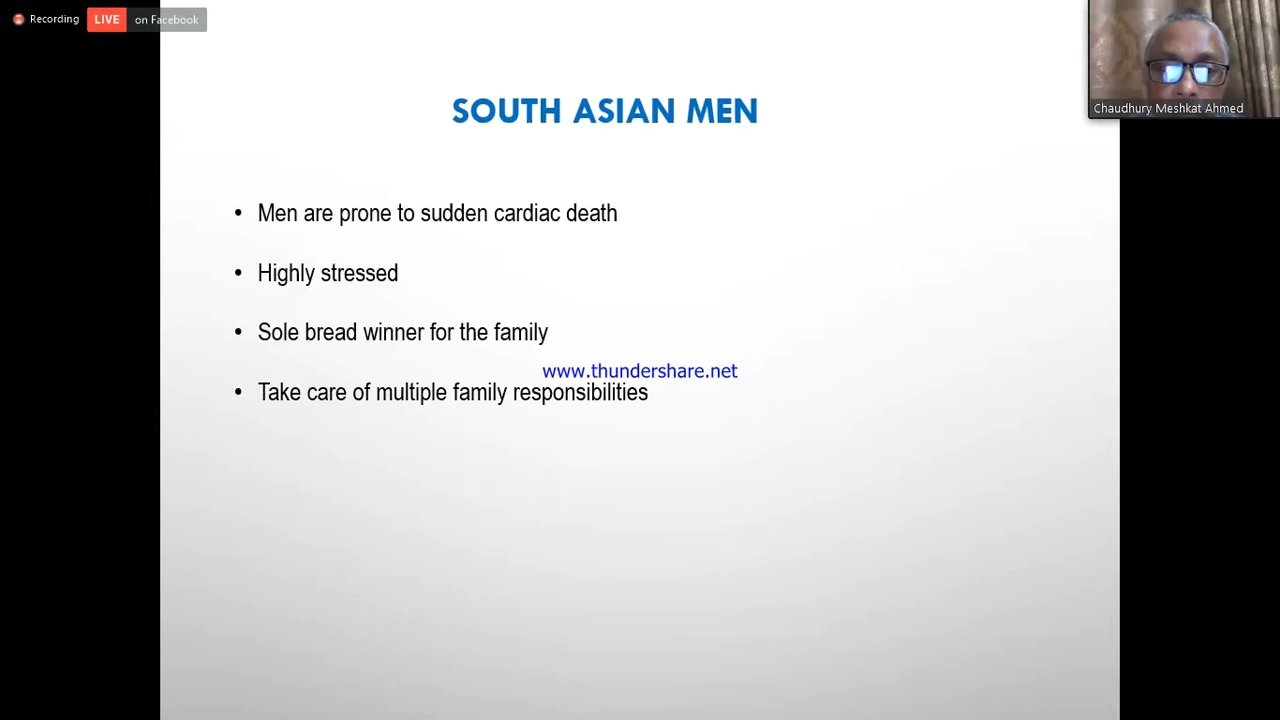 Recording LIVE on Facebook
Chaudhury Meshkat Ahmed
SOUTH ASIAN MEN
• Men are prone to sudden cardiac death
• Highly stressed
• Sole bread winner for the family
www.thundershare.net
• Take care of multiple family responsibilities